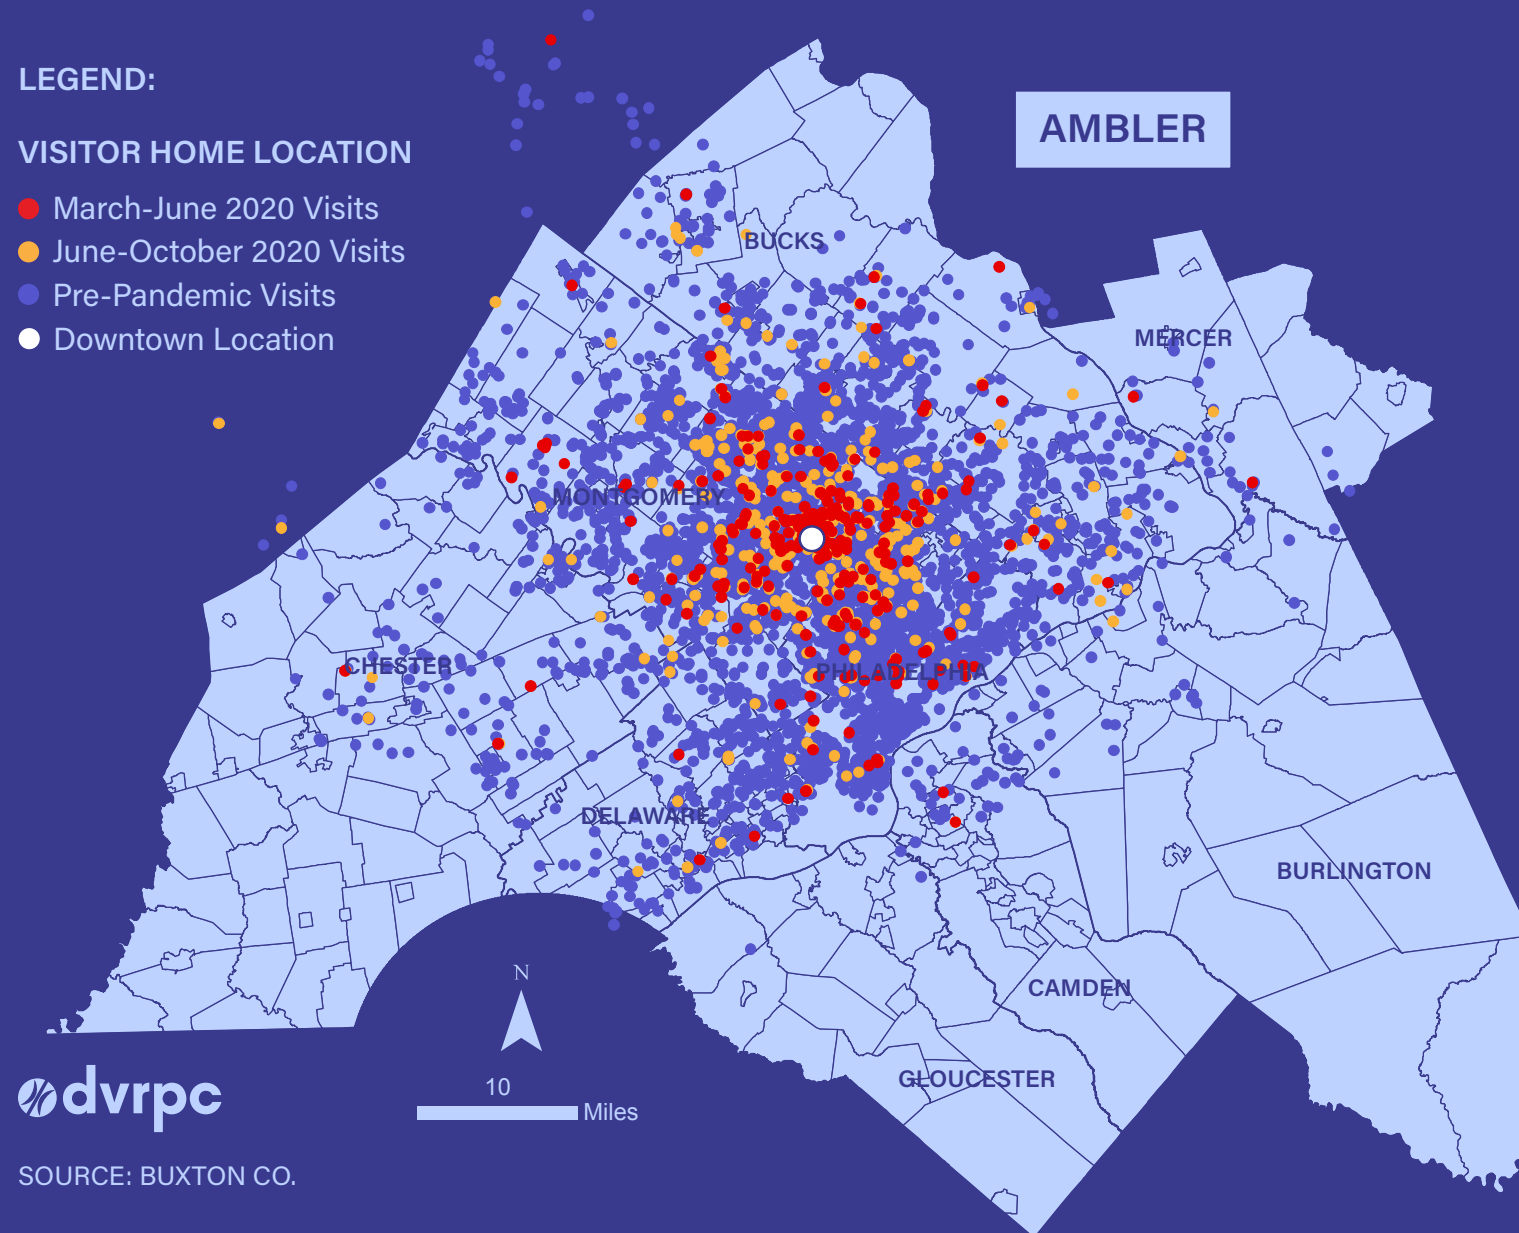 LEGEND:
VISITOR HOME LOCATION
March-June 2020 Visits
June-October 2020 Visits
Pre-Pandemic Visits
Downtown Location
AMBLER
BUCKS
MERCER
MONTGOMERY
CHESTER
PHILADELPHIA
DELAWARE
BURLINGTON
CAMDEN
GLOUCESTER
N
10
Miles
dvrpc
SOURCE: BUXTON CO.